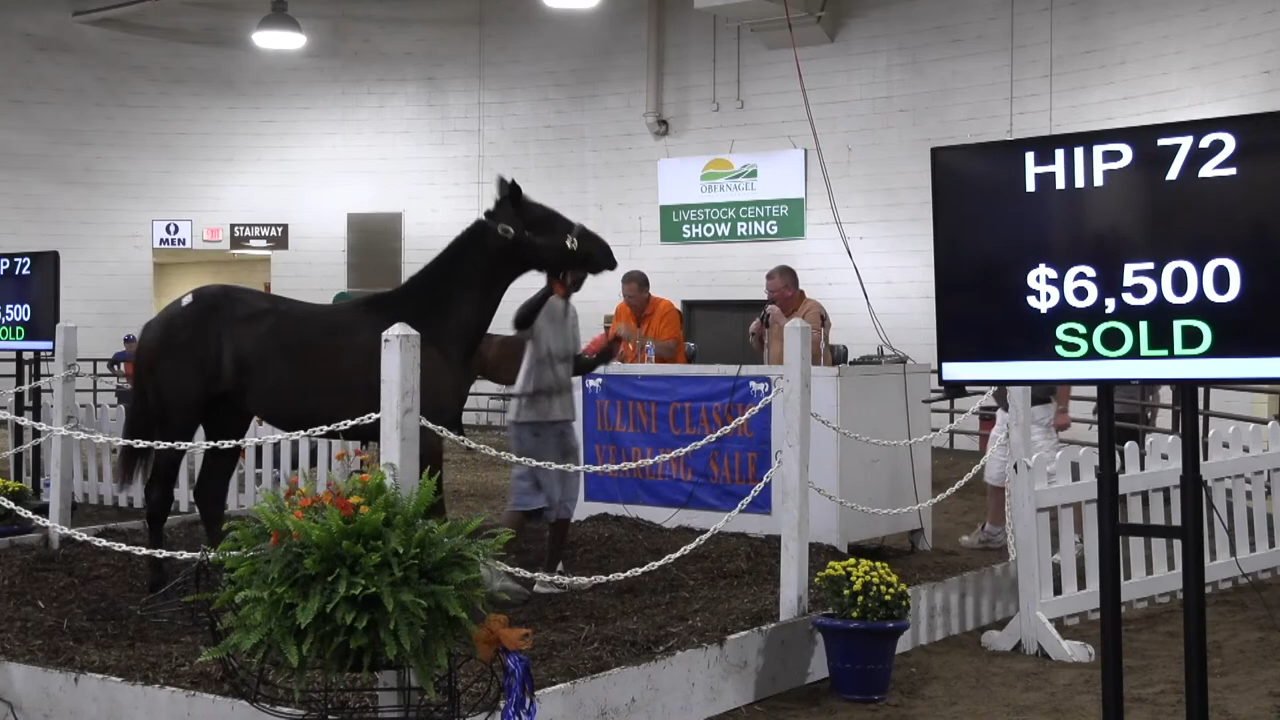 MEN
EXIT
STAIRWAY
P 72
,500
OLD
OBERNAGEL
LIVESTOCK CENTER
SHOW RING
ILLINI CLASSIC
YEARLING SALE
HIP 72
$6,500
SOLD